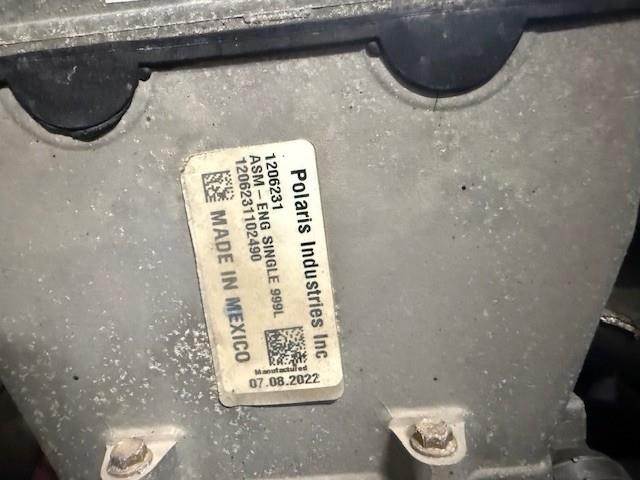 Polaris Industries Inc
1206231
ASM-ENG SINGLE 999L
1206231102490
MADE IN MEXICO
Manufactured
07.08.2022